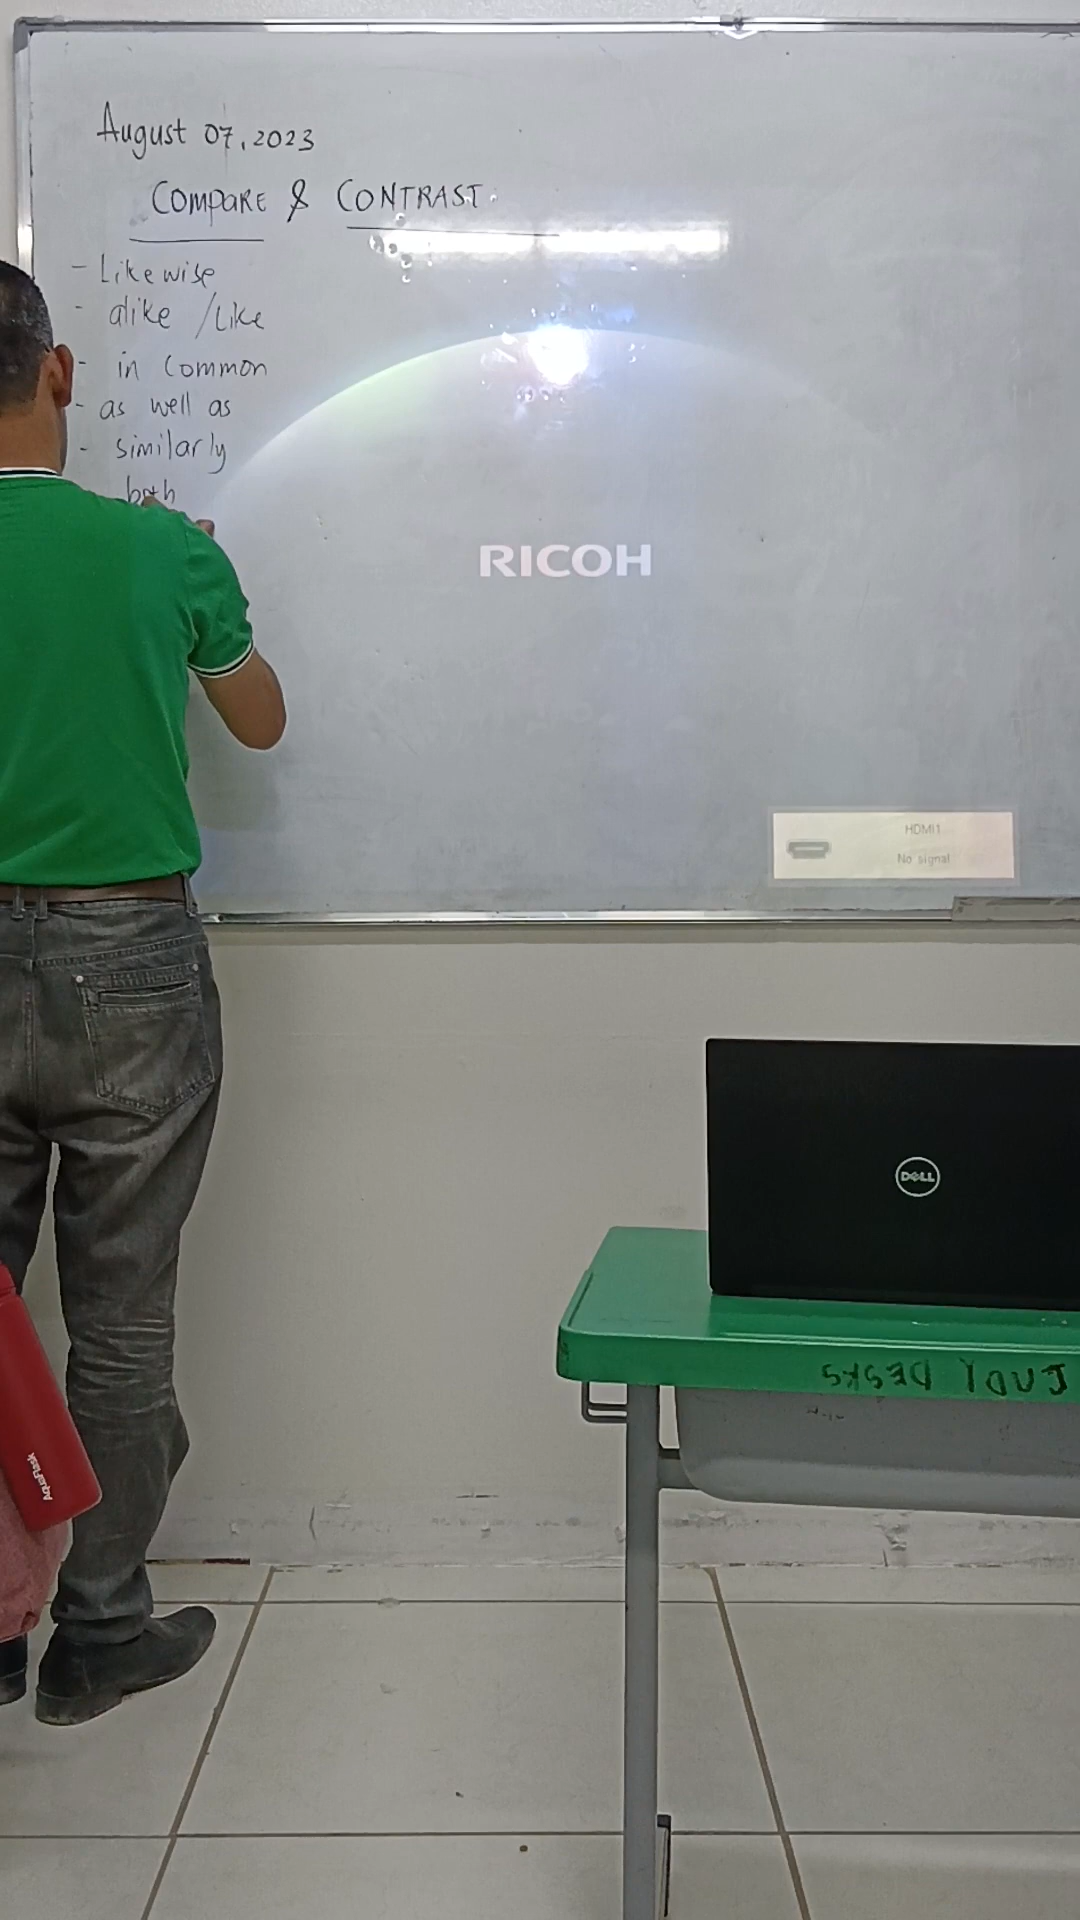 August 07, 2023
COMPARE & CONTRAST
- Likewise
- alike / Like
- in common
- as well as
- similarly
both
RICOH
HDMI1
No signal
DELL
AquaFlask